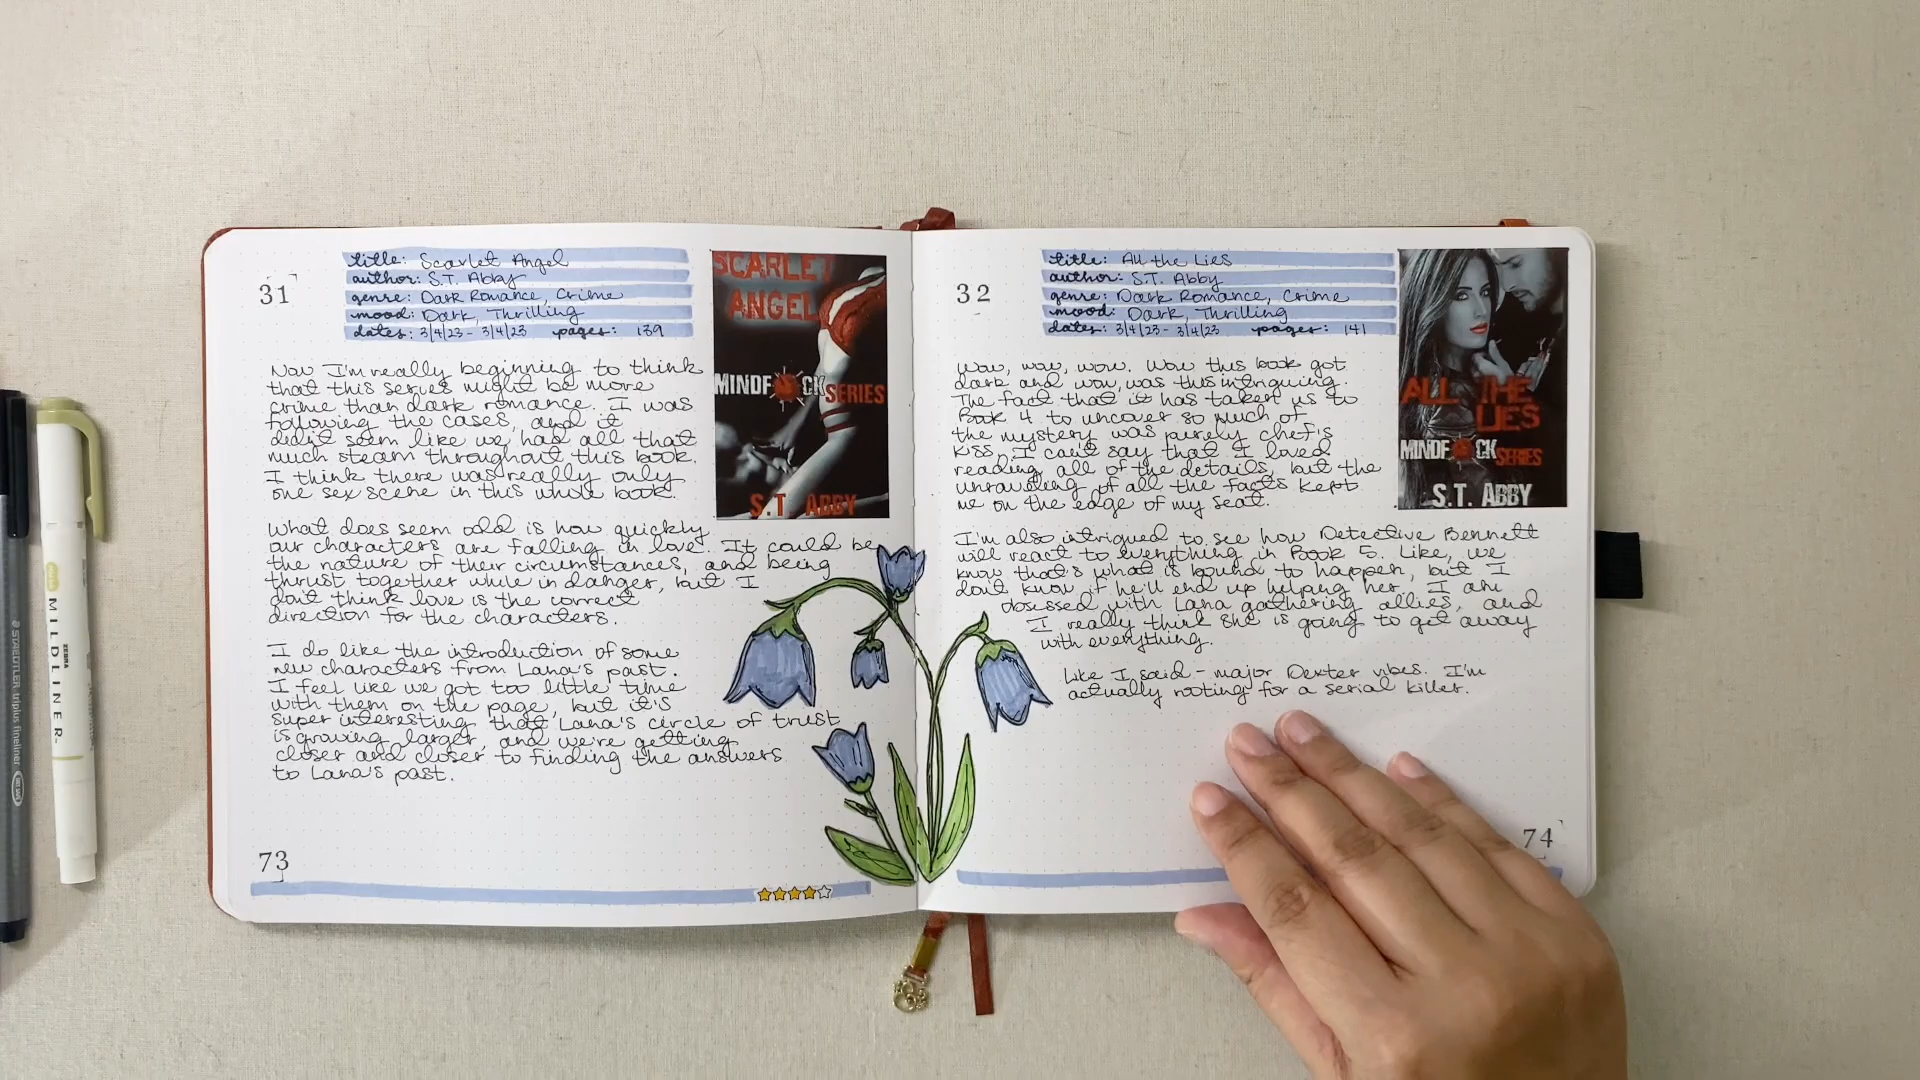 31
title: Scarlet Angel
author: S.T. Abby
genre: Dark Romance, Crime
mood: Dark, Thrilling
dates: 3/4/23 - 3/4/23 pages: 139
SCARLET
ANGEL
MINDF CK SERIES
S.T ABBY
Now I'm really beginning to think
that this series might be more
crime than dark romance. I was
following the cases, and it
didn't seem like we had all that
much steam throughout this book.
I think there was really only
one sex scene in this whole book.
What does seem odd is how quickly
our characters are falling in love. It could be
the nature of their circumstances, and being
thrust together while in danger, but I
don't think love is the correct
direction for the characters.
I do like the introduction of some
new characters from Lana's past.
I feel like we got too little time
with them on the page, but it's
super interesting that Lana's circle of trust
is growing larger, and we're getting
closer and closer to finding the answers
to Lana's past.
73
32
title: All the Lies
author: S.T. Abby
genre: Dark Romance, Crime
mood: Dark, Thrilling
dates: 3/4/23 - 3/4/23 pages: 141
ALL THE
LIES
MINDF CK SERIES
S.T. ABBY
Wow, wow, wow. Wow this book got
dark and wow, was this intriguing.
The fact that it has taken us to
Book 4 to uncover so much of
the mystery was purely chef's
kiss. I can't say that I loved
reading all of the details, but the
unraveling of all the facts kept
me on the edge of my seat.
I'm also intrigued to see how Detective Bennett
will react to everything in Book 5. Like, we
know that's what is bound to happen, but I
don't know if he'll end up helping her. I am
obsessed with Lana gathering allies, and
I really think she is going to get away
with everything.
Like I said - major Dexter vibes. I'm
actually rooting for a serial killer.
74
ZEBRA
MILDLINER
STAEDTLER triplus fineliner